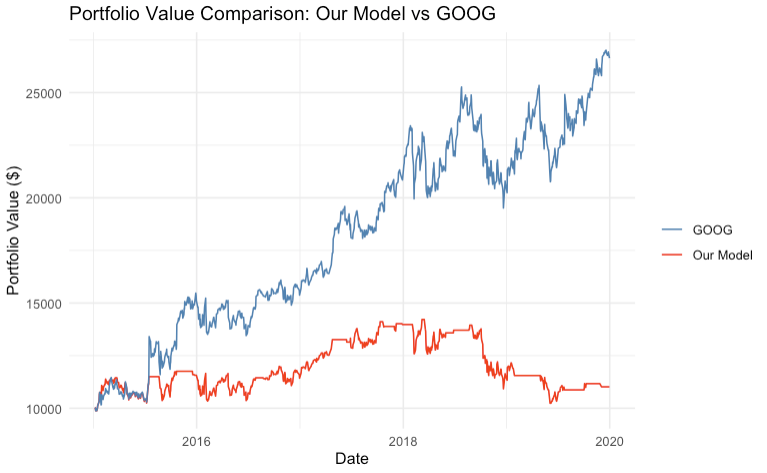 Portfolio Value Comparison: Our Model vs GOOG
Portfolio Value ($)
25000
20000
15000
10000
2016
2018
2020
Date
GOOG
Our Model